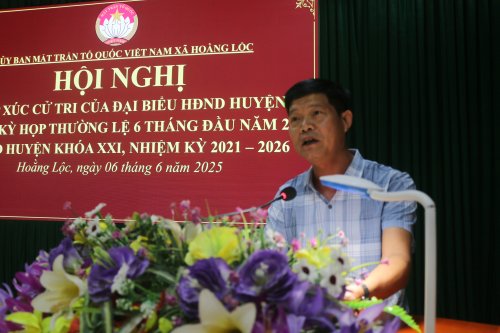 ỦY BAN MẶT TRẬN TỔ QUỐC VIỆT NAM XÃ HOẰNG LỘC
HỘI NGHỊ
XÚC CỬ TRI CỦA ĐẠI BIỂU HĐND HUYỆN
KỲ HỌP THƯỜNG LỆ 6 THÁNG ĐẦU NĂM 2
HUYỆN KHÓA XXI, NHIỆM KỲ 2021 – 2026
Hoằng Lộc, ngày 06 tháng 6 năm 2025